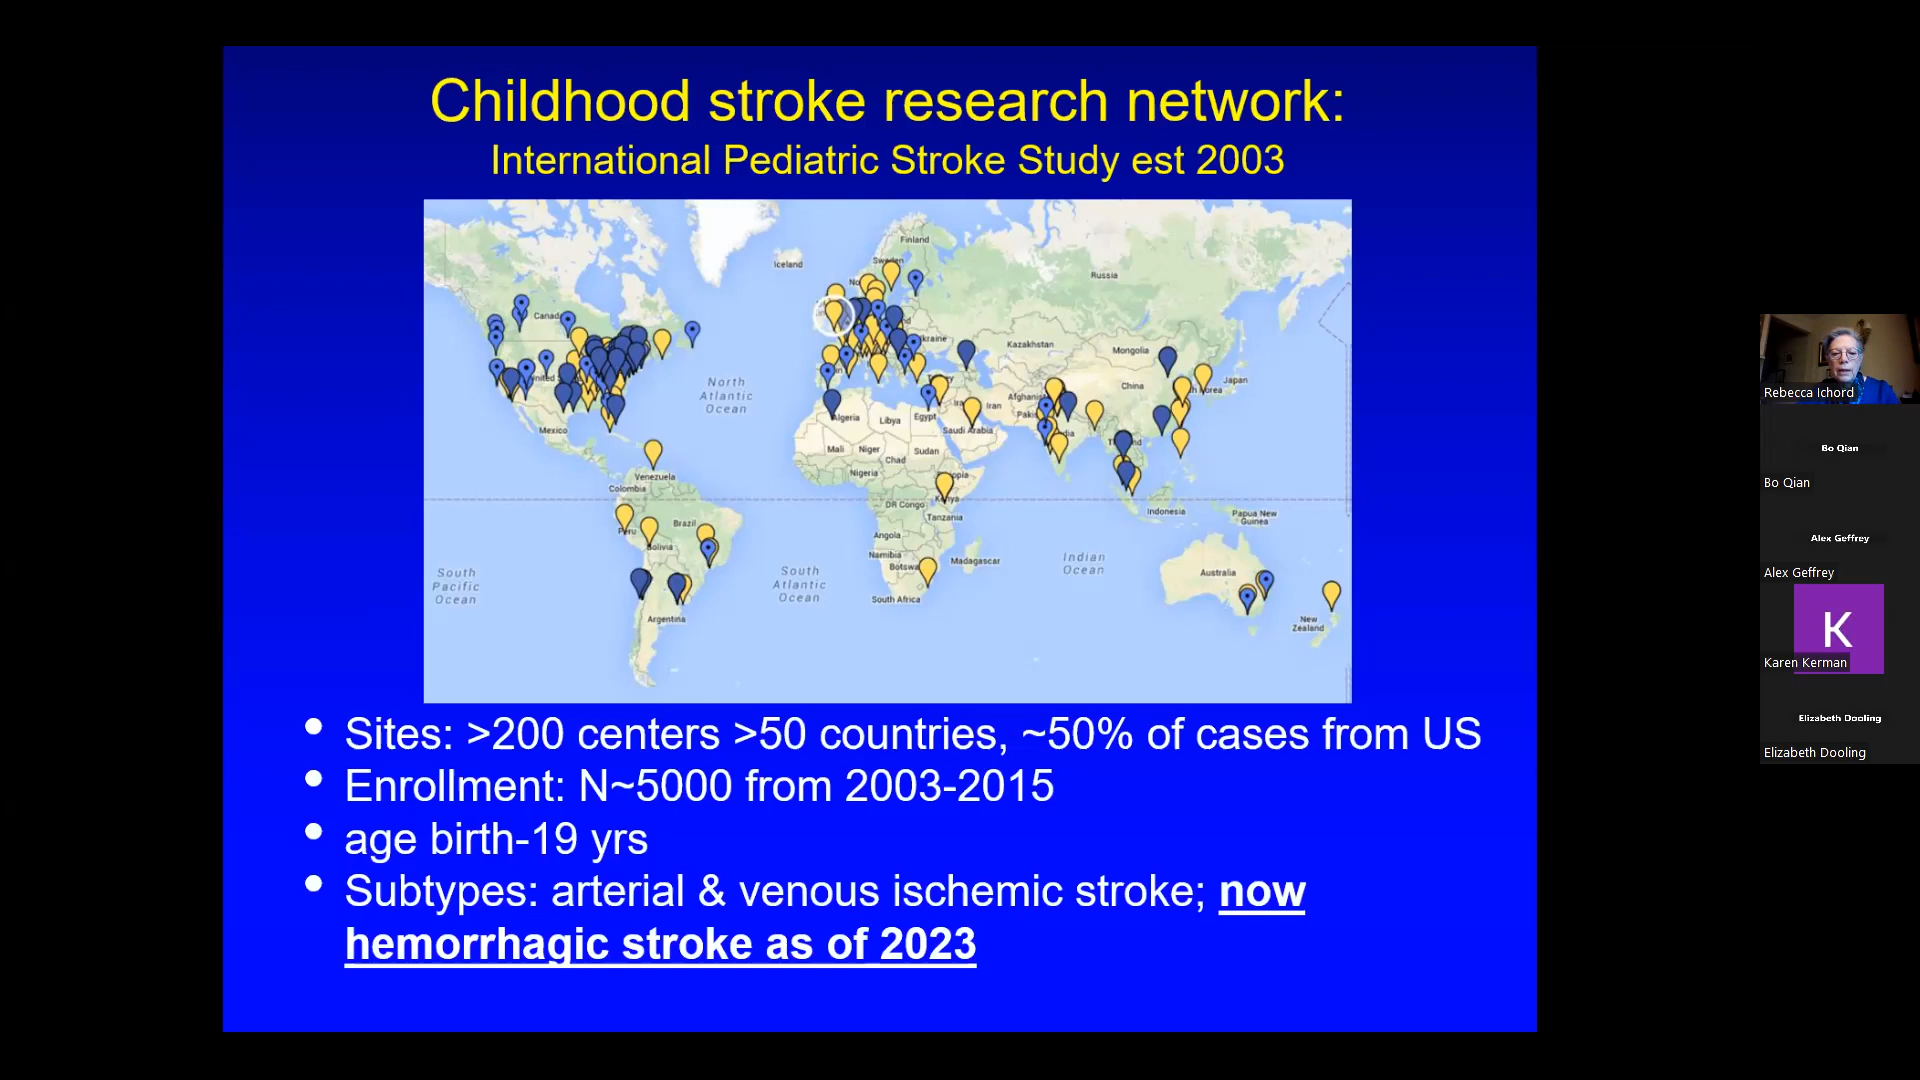 Childhood stroke research network:
International Pediatric Stroke Study est 2003
Finland
Iceland
Russia
Canad
Kazakhstan
Mongolia
North
Atlantic
Ocean
China
Japan
Afghanist
Iran
Mexico
Algeria
Libya
Egypt
Saudi Arabia
Mali
Niger
Chad
Sudan
Venezuela
Nigeria
Colombia
Kenya
DR Congo
Tanzania
Indonesia
Papua New
Guinea
Peru
Brazil
Bolivia
Angola
Namibia
Botswa
Madagascar
Indian
Ocean
South
Pacific
Ocean
South
Atlantic
Ocean
Australia
South Africa
Argentina
New
Zealand
• Sites: >200 centers >50 countries, ~50% of cases from US
• Enrollment: N~5000 from 2003-2015
• age birth-19 yrs
• Subtypes: arterial & venous ischemic stroke; now
hemorrhagic stroke as of 2023
Rebecca Ichord
Bo Qian
Bo Qian
Alex Geffrey
Alex Geffrey
K
Karen Kerman
Elizabeth Dooling
Elizabeth Dooling